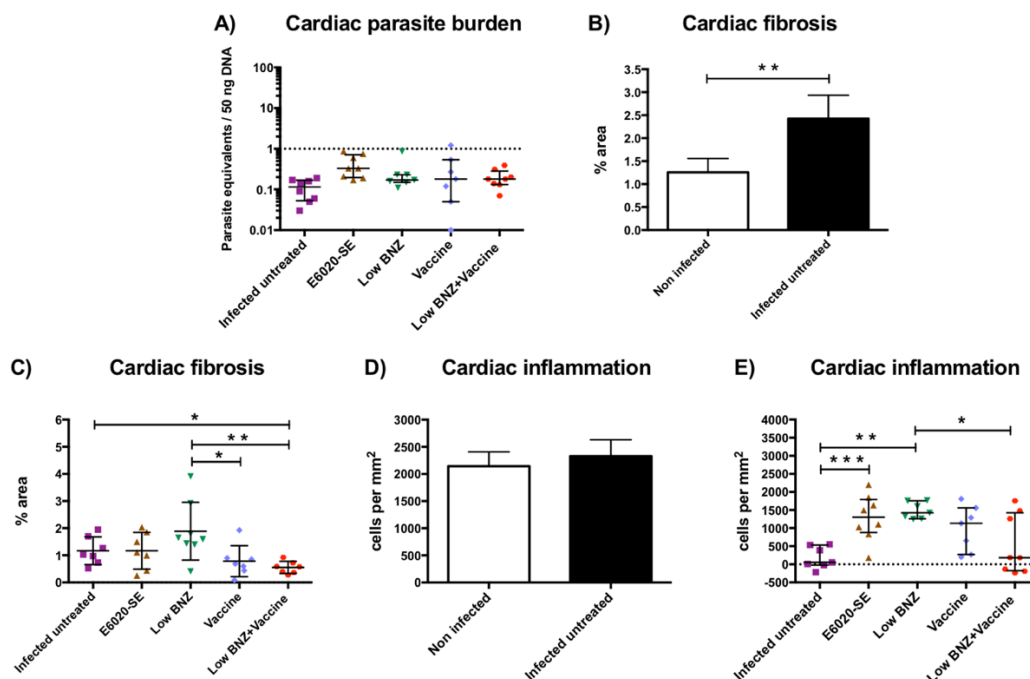 A) Cardiac parasite burden
Parasite equivalents / 50 ng DNA
100
10
1
0.1
0.01
Infected untreated
E6020-SE
Low BNZ
Vaccine
Low BNZ+Vaccine
B) Cardiac fibrosis
% area
3.5
3.0
2.5
2.0
1.5
1.0
0.5
0.0
**
Non infected
Infected untreated
C) Cardiac fibrosis
% area
6
5
4
3
2
1
0
*
**
*
Infected untreated
E6020-SE
Low BNZ
Vaccine
Low BNZ+Vaccine
D) Cardiac inflammation
cells per mm²
3000
2500
2000
1500
1000
500
0
Non infected
Infected untreated
E) Cardiac inflammation
cells per mm²
4000
3500
3000
2500
2000
1500
1000
500
0
-500
*
**
***
Infected untreated
E6020-SE
Low BNZ
Vaccine
Low BNZ+Vaccine